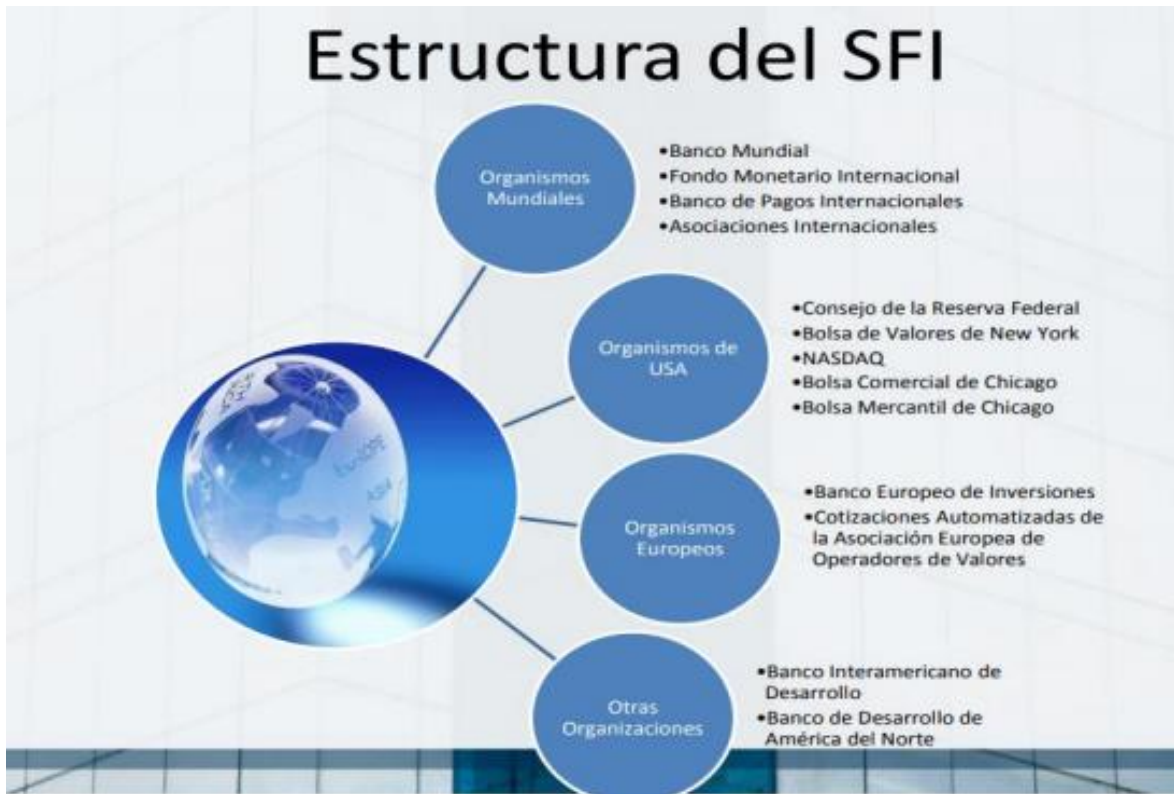 Estructura del SFI
Organismos
Mundiales
•Banco Mundial
•Fondo Monetario Internacional
•Banco de Pagos Internacionales
•Asociaciones Internacionales
Organismos de
USA
•Consejo de la Reserva Federal
•Bolsa de Valores de New York
•NASDAQ
•Bolsa Comercial de Chicago
•Bolsa Mercantil de Chicago
EUROPE
ASIA
Organismos
Europeos
•Banco Europeo de Inversiones
•Cotizaciones Automatizadas de
la Asociación Europea de
Operadores de Valores
Otras
Organizaciones
•Banco Interamericano de
Desarrollo
•Banco de Desarrollo de
América del Norte